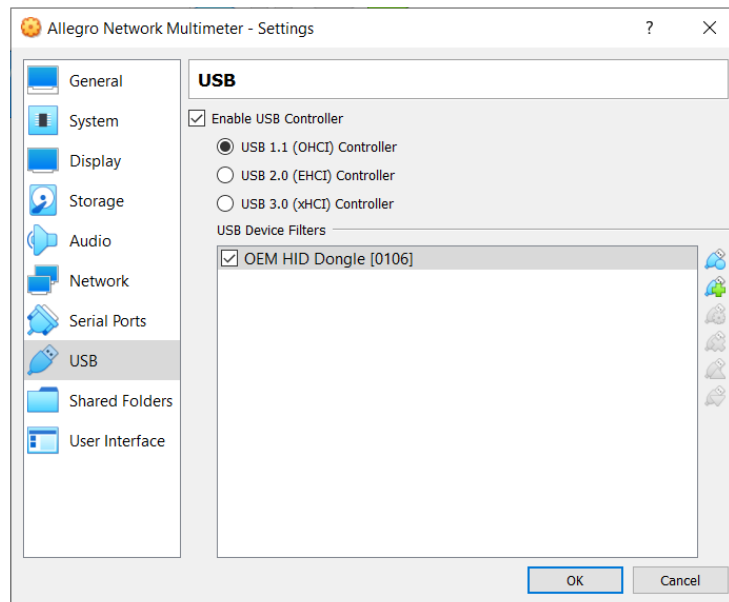 Allegro Network Multimeter - Settings
?
General
System
Display
Storage
Audio
Network
Serial Ports
USB
Shared Folders
User Interface
USB
Enable USB Controller
USB 1.1 (OHCI) Controller
USB 2.0 (EHCI) Controller
USB 3.0 (xHCI) Controller
USB Device Filters
OEM HID Dongle [0106]
OK
Cancel